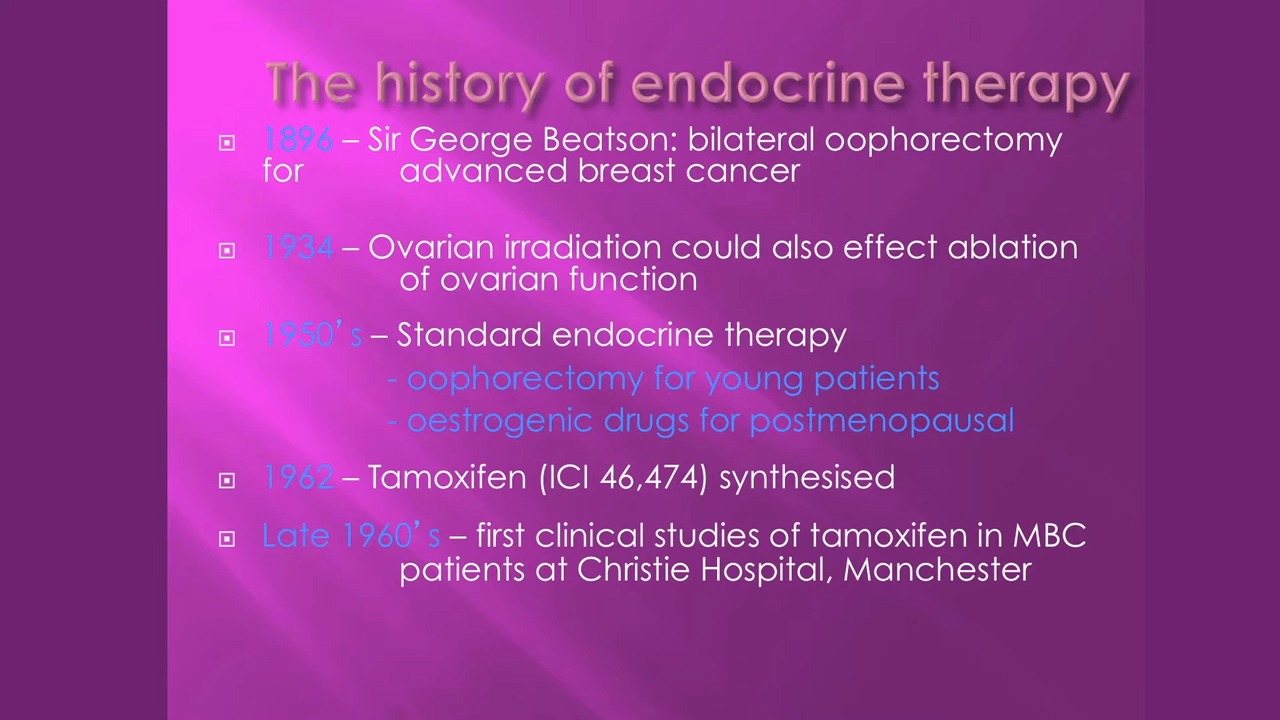 The history of endocrine therapy
1896 – Sir George Beatson: bilateral oophorectomy
for advanced breast cancer
1934 – Ovarian irradiation could also effect ablation
of ovarian function
1950’s – Standard endocrine therapy
- oophorectomy for young patients
- oestrogenic drugs for postmenopausal
1962 – Tamoxifen (ICI 46,474) synthesised
Late 1960’s – first clinical studies of tamoxifen in MBC
patients at Christie Hospital, Manchester